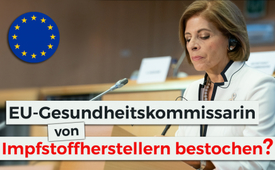 EU-Gesundheitskommissarin
von
Impfstoffherstellern bestochen?